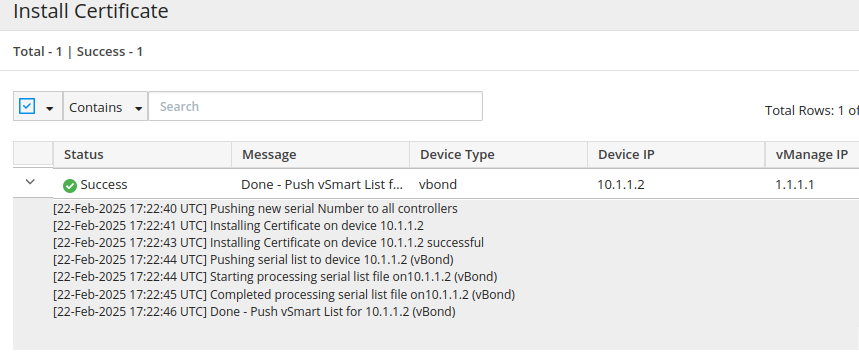 Install Certificate
Total - 1 | Success - 1
Contains Search
Total Rows: 1 of
Status Message Device Type Device IP vManage IP
Success Done - Push vSmart List f... vbond 10.1.1.2 1.1.1.1
[22-Feb-2025 17:22:40 UTC] Pushing new serial Number to all controllers
[22-Feb-2025 17:22:41 UTC] Installing Certificate on device 10.1.1.2
[22-Feb-2025 17:22:43 UTC] Installing Certificate on device 10.1.1.2 successful
[22-Feb-2025 17:22:44 UTC] Pushing serial list to device 10.1.1.2 (vBond)
[22-Feb-2025 17:22:44 UTC] Starting processing serial list file on10.1.1.2 (vBond)
[22-Feb-2025 17:22:45 UTC] Completed processing serial list file on10.1.1.2 (vBond)
[22-Feb-2025 17:22:46 UTC] Done - Push vSmart List for 10.1.1.2 (vBond)